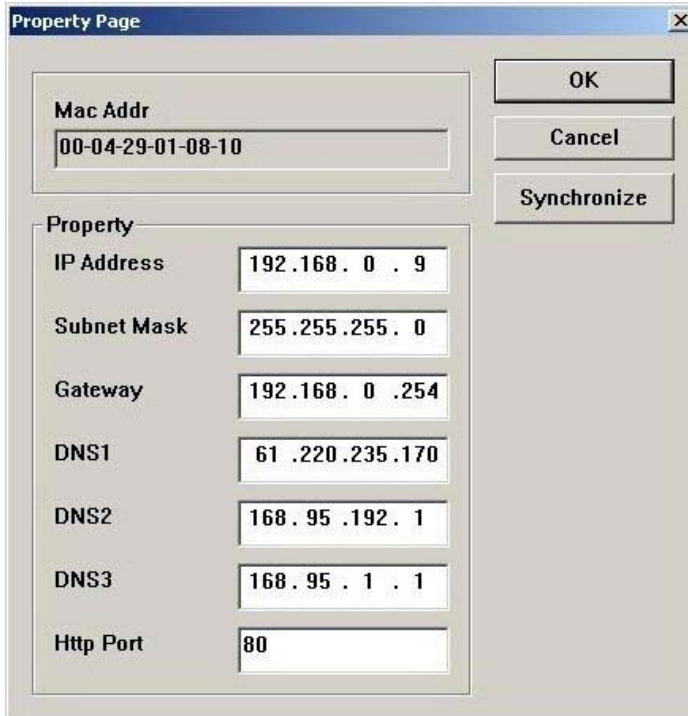 Property Page
OK
Mac Addr
00-04-29-01-08-10
Cancel
Synchronize
Property
IP Address 192.168. 0 . 9
Subnet Mask 255.255.255. 0
Gateway 192.168. 0 .254
DNS1 61 .220.235.170
DNS2 168. 95 .192. 1
DNS3 168. 95 . 1 . 1
Http Port 80